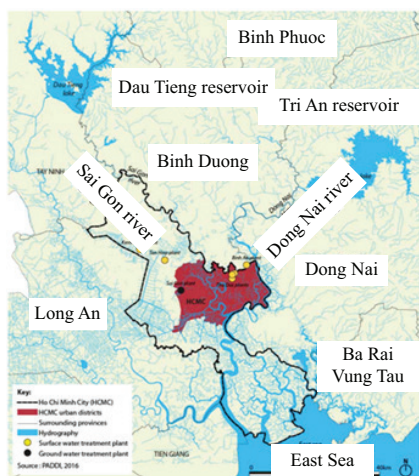 Binh Phuoc
Dau Tieng reservoir
Tri An reservoir
Binh Duong
TAY NINH
Sai Gon river
Dong Nai river
Dong Nai
HCMC
Long An
Ba Rai
Vung Tau
Key:
Ho Chi Minh City (HCMC)
HCMC urban districts
Surrounding provinces
Hydrography
Surface water treatment plant
Ground water treatment plant
Source : PADDI, 2016
TIEN GIANG
East Sea